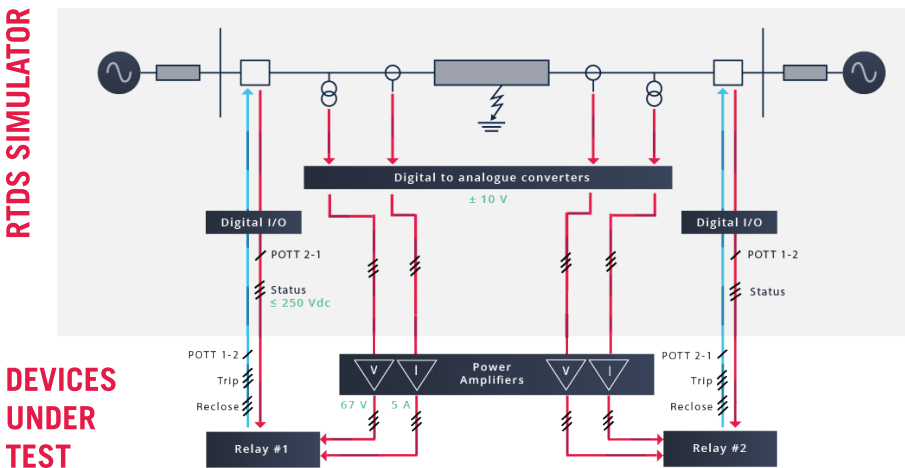 RTDS SIMULATOR
Digital to analogue converters
± 10 V
Digital I/O
Digital I/O
POTT 2-1
POTT 1-2
Status
≤ 250 Vdc
Status
POTT 1-2
Trip
Reclose
V
I
Power
Amplifiers
V
I
POTT 2-1
Trip
Reclose
67 V
5 A
DEVICES
UNDER
TEST
Relay #1
Relay #2